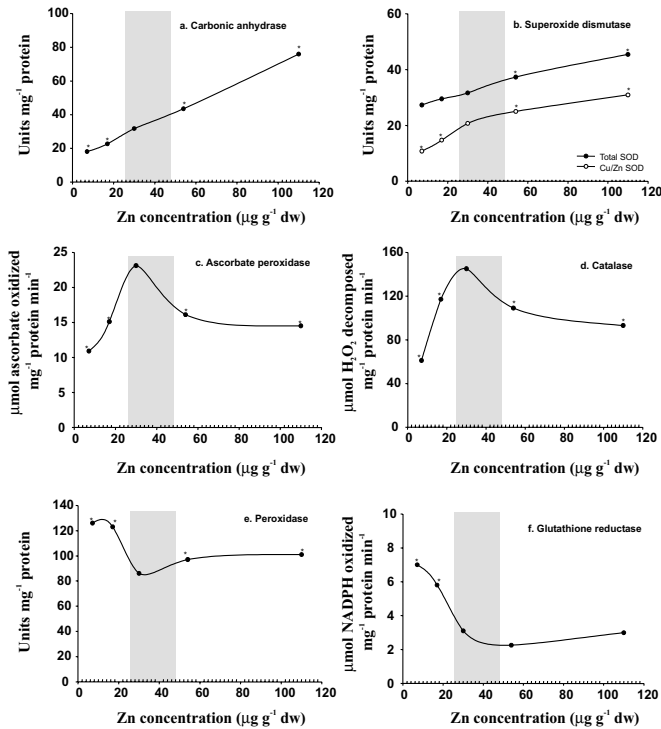 a. Carbonic anhydrase
Units mg⁻¹ protein
100
80
60
40
20
0
0 20 40 60 80 100 120
Zn concentration (µg g⁻¹ dw)
b. Superoxide dismutase
Units mg⁻¹ protein
60
40
20
0
Total SOD
Cu/Zn SOD
0 20 40 60 80 100 120
Zn concentration (µg g⁻¹ dw)
c. Ascorbate peroxidase
µmol ascorbate oxidized
mg⁻¹ protein min⁻¹
25
20
15
10
5
0
0 20 40 60 80 100 120
Zn concentration (µg g⁻¹ dw)
d. Catalase
µmol H₂O₂ decomposed
mg⁻¹ protein min⁻¹
160
120
80
40
0
0 20 40 60 80 100 120
Zn concentration (µg g⁻¹ dw)
e. Peroxidase
Units mg⁻¹ protein
140
120
100
80
60
40
20
0
0 20 40 60 80 100 120
Zn concentration (µg g⁻¹ dw)
f. Glutathione reductase
µmol NADPH oxidized
mg⁻¹ protein min⁻¹
10
8
6
4
2
0
0 20 40 60 80 100 120
Zn concentration (µg g⁻¹ dw)